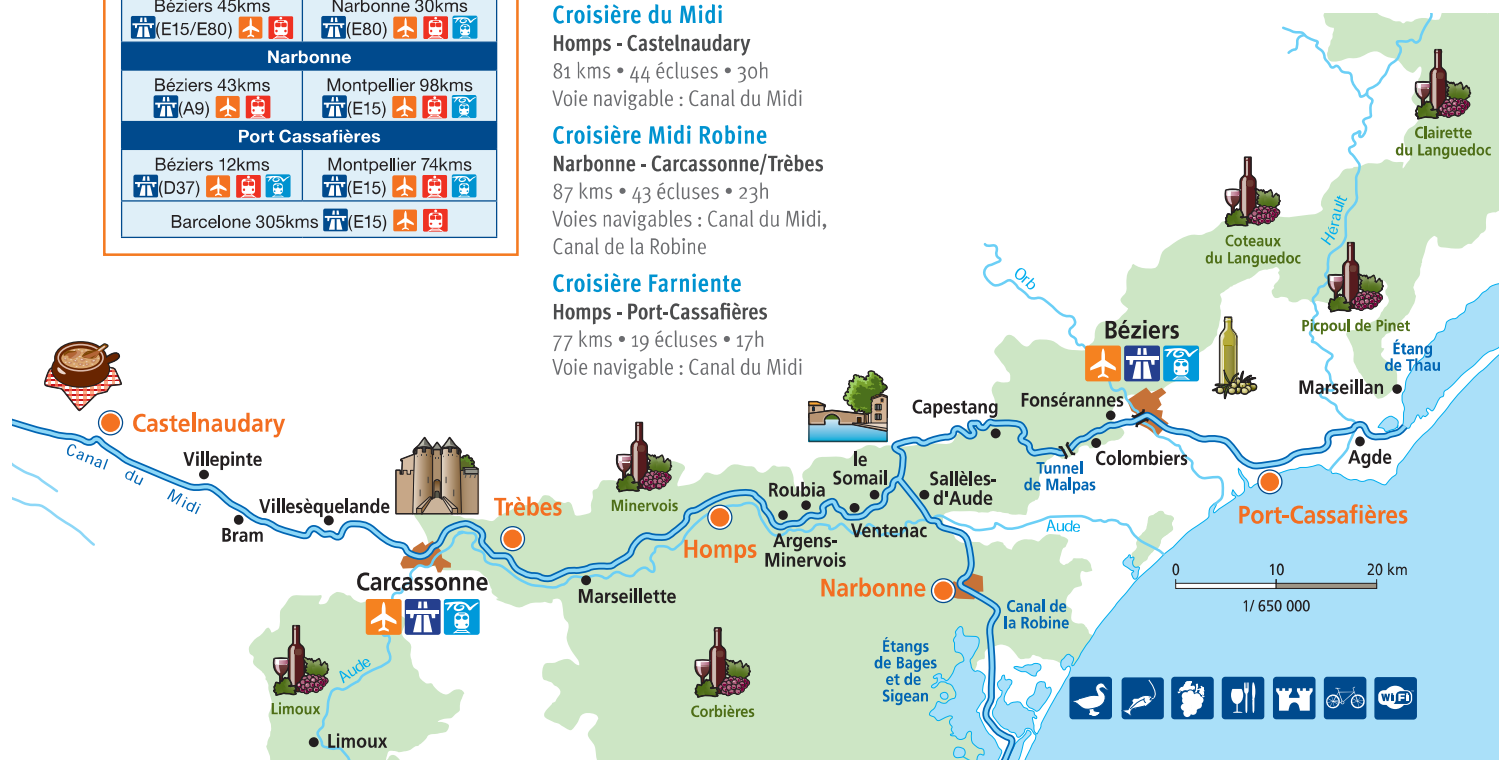 Béziers 45kms
(E15/E80)
Narbonne 30kms
(E80)
TGV
Narbonne
Béziers 43kms
(A9)
Montpellier 98kms
(E15)
TGV
Port Cassafières
Béziers 12kms
(D37)
TGV
Montpellier 74kms
(E15)
TGV
Barcelone 305kms (E15)
Croisière du Midi
Homps - Castelnaudary
81 kms • 44 écluses • 30h
Voie navigable : Canal du Midi
Croisière Midi Robine
Narbonne - Carcassonne/Trèbes
87 kms • 43 écluses • 23h
Voies navigables : Canal du Midi,
Canal de la Robine
Croisière Farniente
Homps - Port-Cassafières
77 kms • 19 écluses • 17h
Voie navigable : Canal du Midi
Clairette
du Languedoc
Coteaux
du Languedoc
Hérault
Orb
Picpoul de Pinet
Béziers
TGV
Étang
de Thau
Marseillan
Castelnaudary
Canal du Midi
Villepinte
Villesèquelande
Bram
Carcassonne
TGV
Trèbes
Minervois
Marseillette
Homps
Roubia
Argens-
Minervois
le
Somail
Ventenac
Capestang
Sallèles-
d'Aude
Fonsérannes
Tunnel
de Malpas
Colombiers
Agde
Port-Cassafières
Aude
Narbonne
Canal de
la Robine
Étangs
de Bages
et de
Sigean
0 10 20 km
1/ 650 000
Aude
Limoux
Limoux
Corbières
WiFi